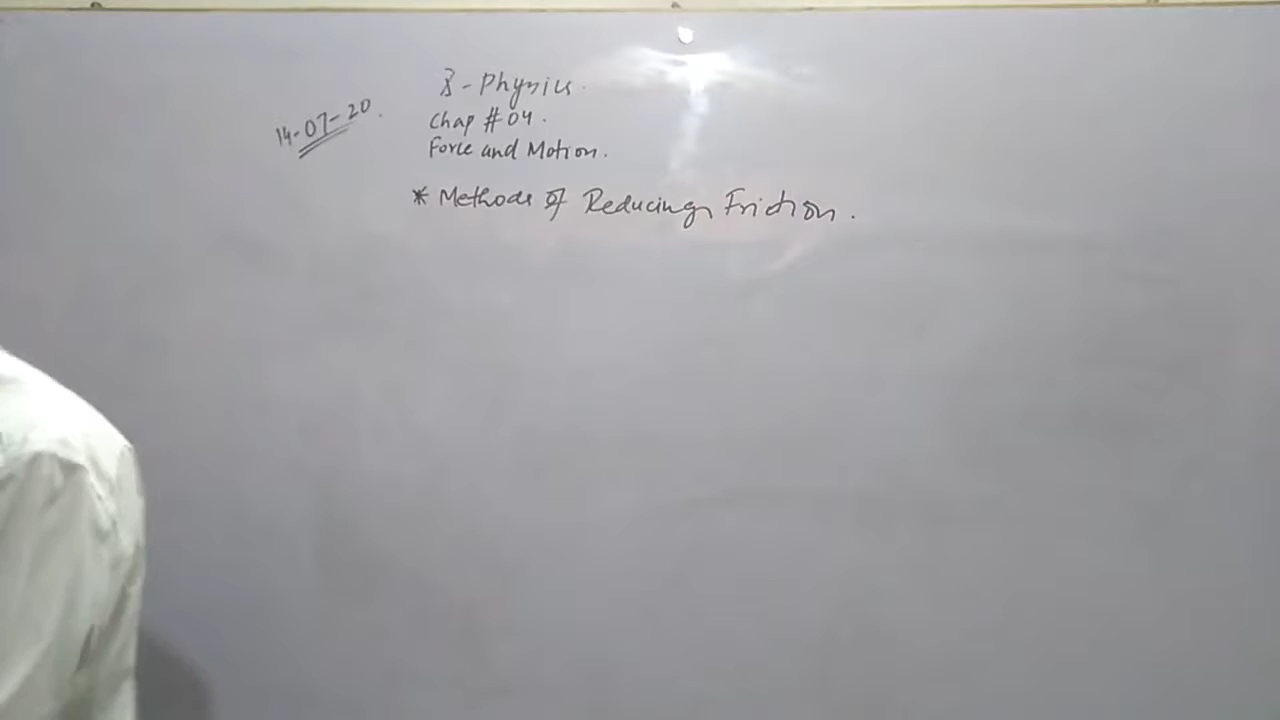 8-Physics.
14-07-20.
Chap # 04.
Force and Motion.
* Methods of Reducing Friction.